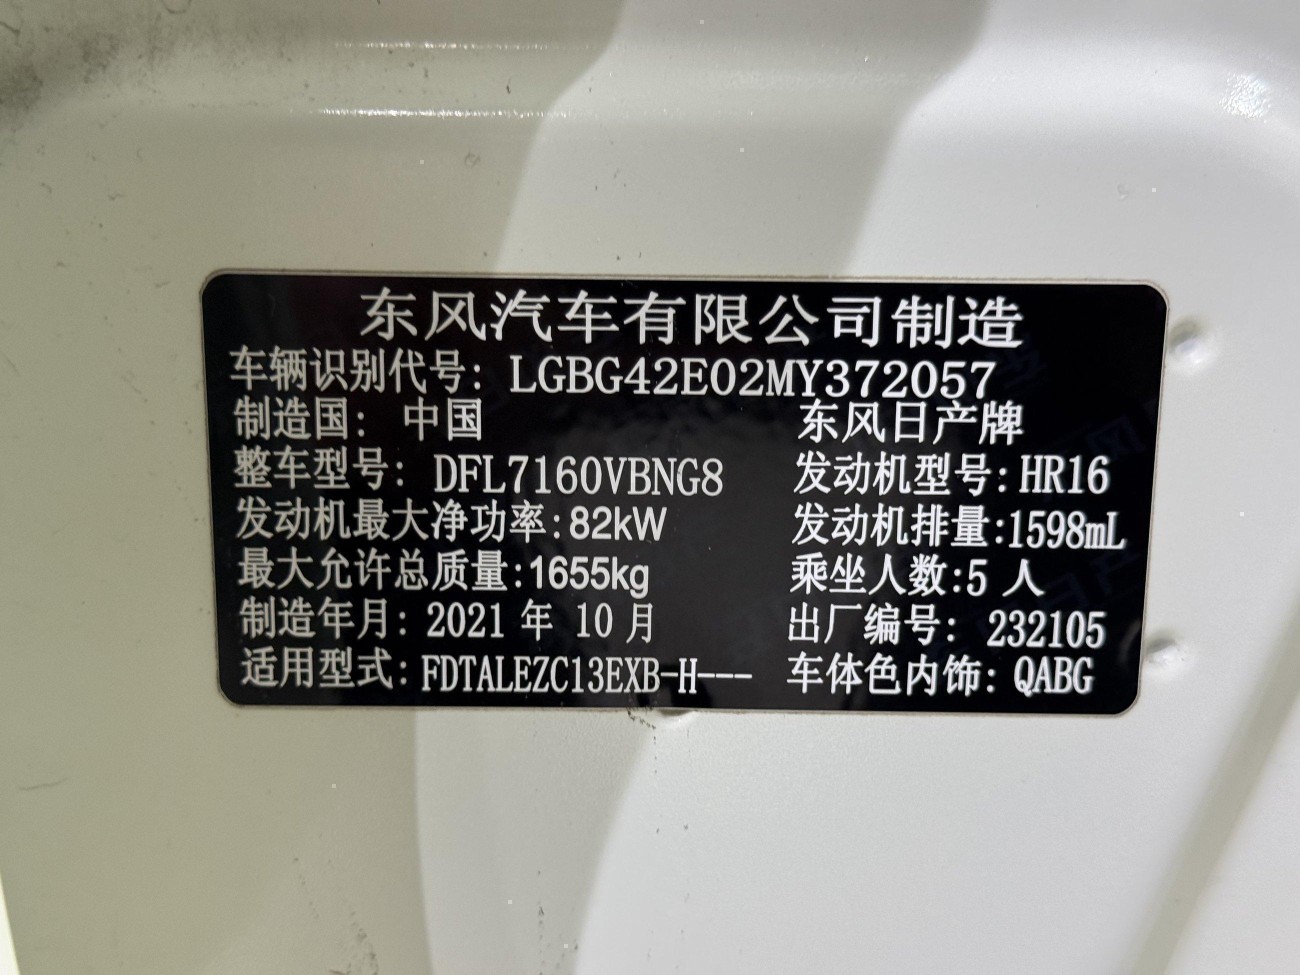 东风汽车有限公司制造
车辆识别代号: LGBG42E02MY372057
制造国: 中国 东风日产牌
整车型号: DFL7160VBNG8 发动机型号: HR16
发动机最大净功率:82kW 发动机排量:1598mL
最大允许总质量:1655kg 乘坐人数:5 人
制造年月: 2021 年 10 月 出厂编号: 232105
适用型式: FDTALEZC13EXB-H--- 车体色内饰: QABG